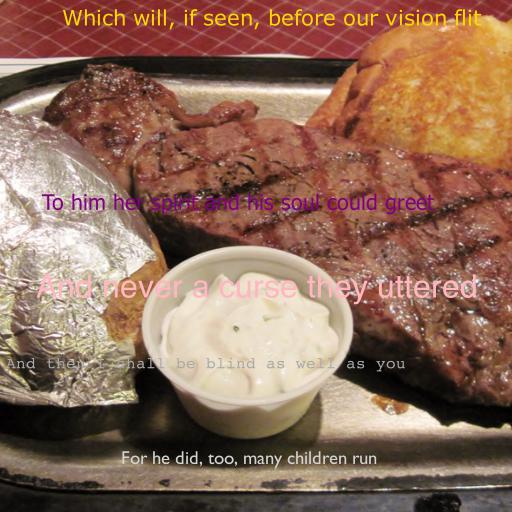 Which will, if seen, before our vision flit
To him her spirit and his soul could greet
And never a curse they uttered
And then I shall be blind as well as you
For he did, too, many children run